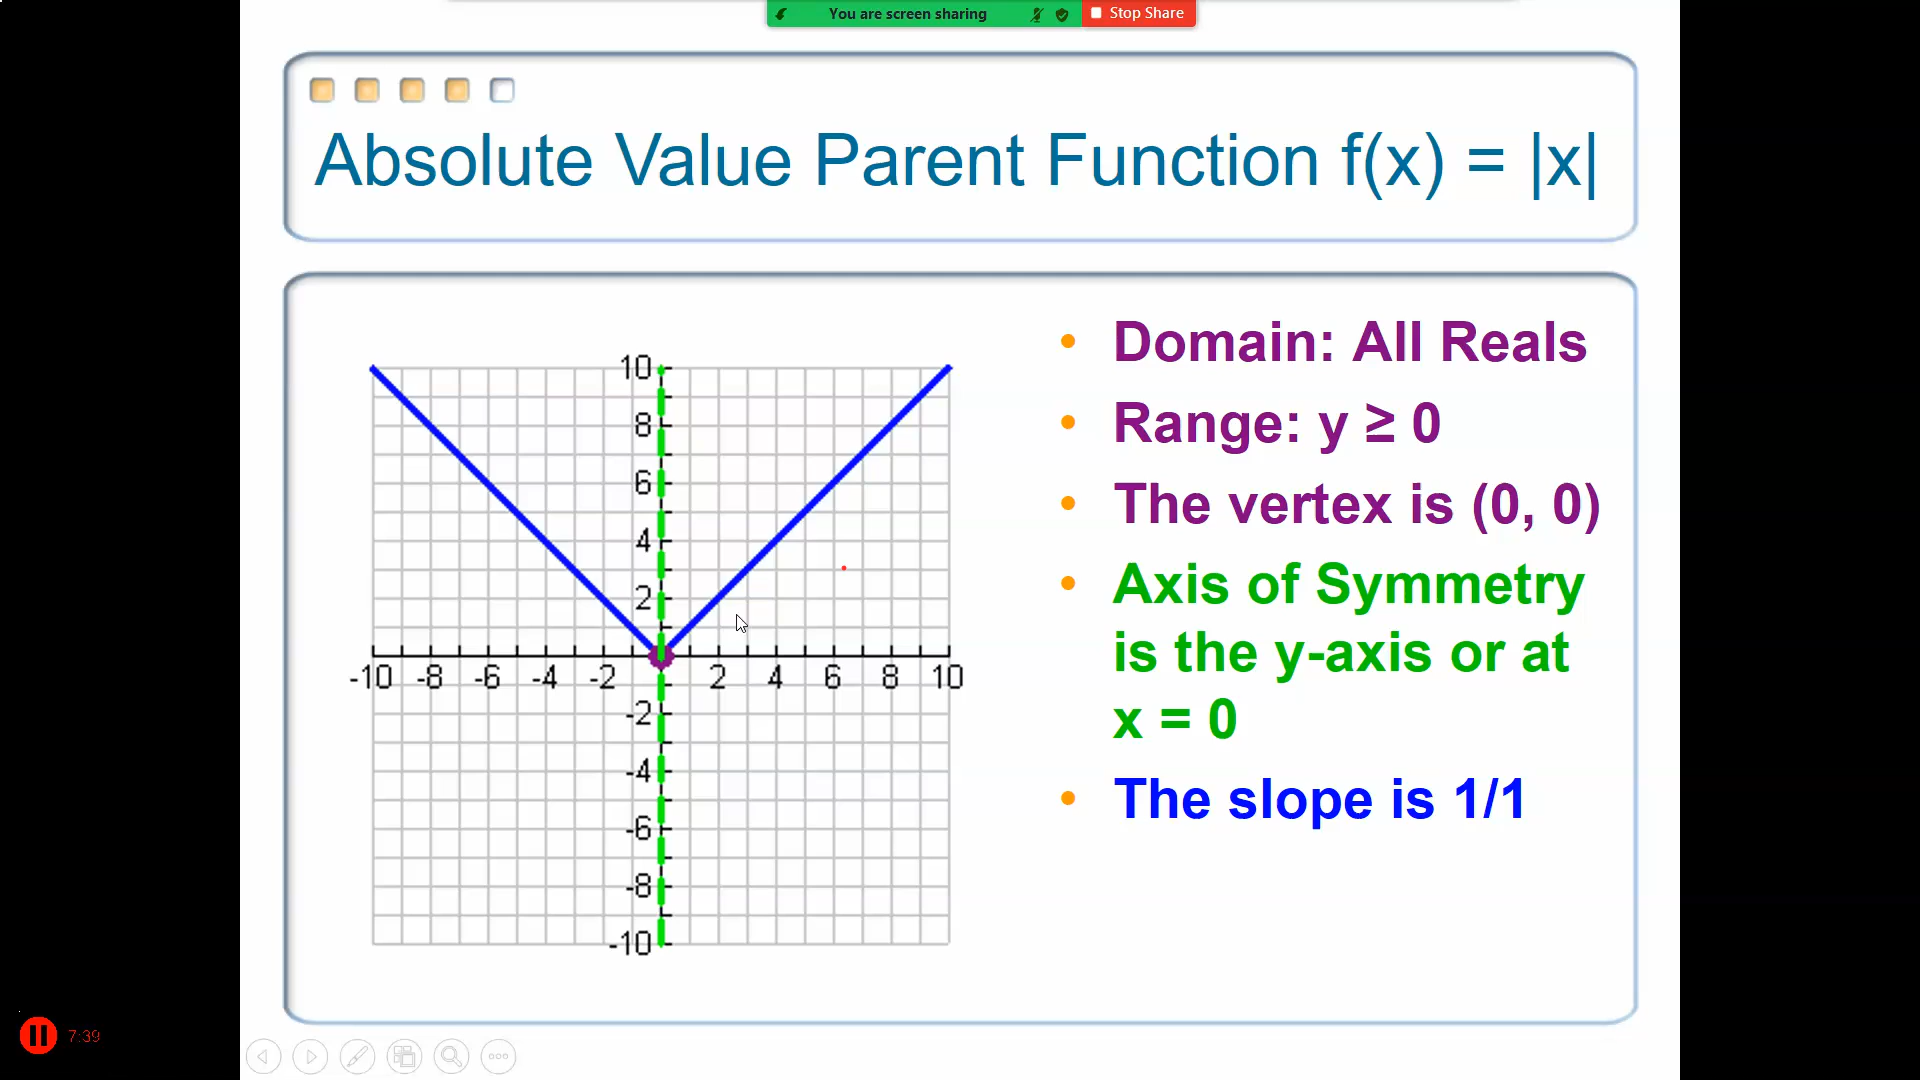 You are screen sharing
Stop Share
Absolute Value Parent Function f(x) = |x|
• Domain: All Reals
• Range: y ≥ 0
• The vertex is (0, 0)
• Axis of Symmetry
is the y-axis or at
x = 0
• The slope is 1/1
10
8
6
4
2
-10 -8 -6 -4 -2 2 4 6 8 10
-2
-4
-6
-8
-10
7:39